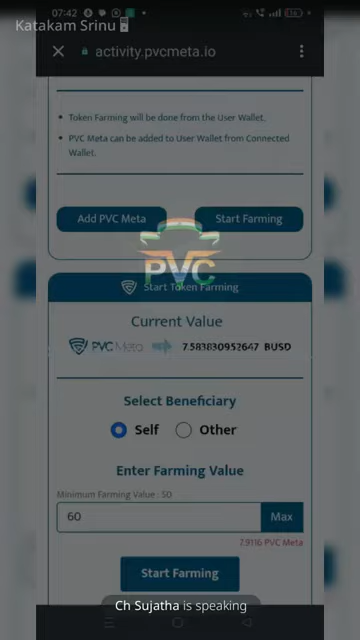 07:42
Katakam Srinu
activity.pvcmeta.io
Token Farming will be done from the User Wallet.
PVC Meta can be added to User Wallet from Connected
Wallet.
Add PVC Meta Start Farming
PVC
Start Token Farming
Current Value
PVC Meta 7.583830952647 BUSD
Select Beneficiary
Self Other
Enter Farming Value
Minimum Farming Value : 50
60 Max
7.9116 PVC Meta
Start Farming
Ch Sujatha is speaking